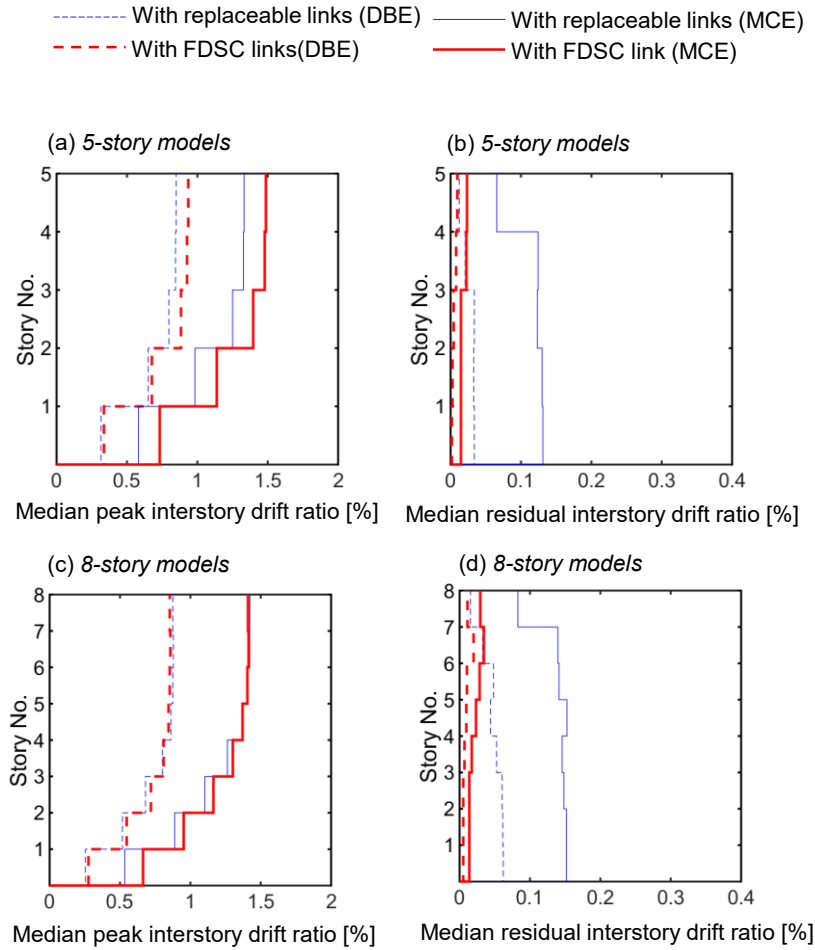 With replaceable links (DBE) With replaceable links (MCE)
With FDSC links(DBE) With FDSC link (MCE)
(a) 5-story models (b) 5-story models
5 5
4 4
3 3
2 2
1 1
Story No. Story No.
0 0.5 1 1.5 2 0 0.1 0.2 0.3 0.4
Median peak interstory drift ratio [%] Median residual interstory drift ratio [%]
(c) 8-story models (d) 8-story models
8 8
7 7
6 6
5 5
4 4
3 3
2 2
1 1
Story No. Story No.
0 0.5 1 1.5 2 0 0.1 0.2 0.3 0.4
Median peak interstory drift ratio [%] Median residual interstory drift ratio [%]